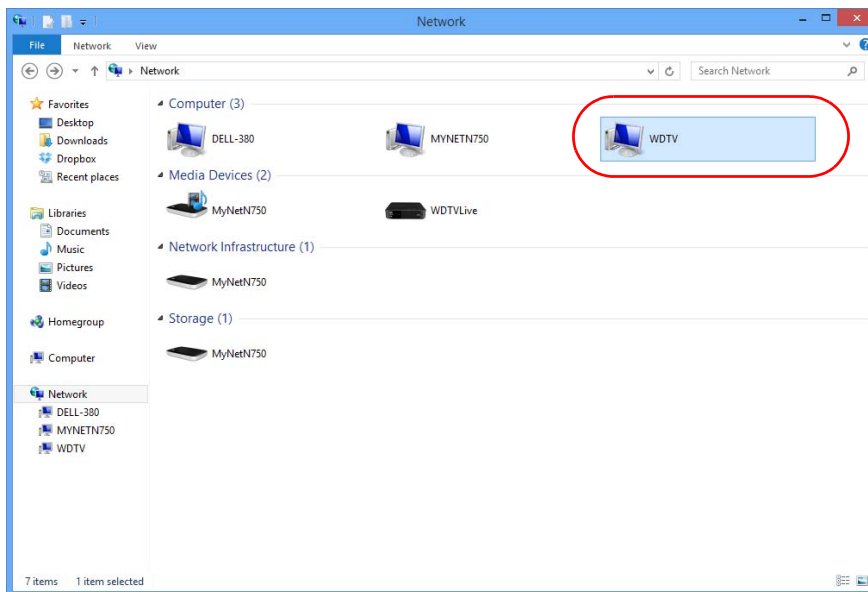 Network
File Network View
Network
Search Network
Favorites
Desktop
Downloads
Dropbox
Recent places
Libraries
Documents
Music
Pictures
Videos
Homegroup
Computer
Network
DELL-380
MYNETN750
WDTV
Computer (3)
DELL-380 MYNETN750 WDTV
Media Devices (2)
MyNetN750 WDTVLive
Network Infrastructure (1)
MyNetN750
Storage (1)
MyNetN750
7 items 1 item selected